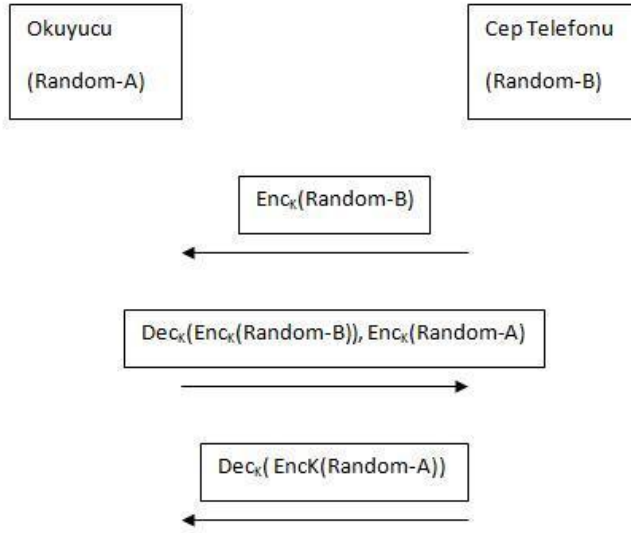 Okuyucu
(Random-A)
Cep Telefonu
(Random-B)
Encₖ(Random-B)
Decₖ(Encₖ(Random-B)), Encₖ(Random-A)
Decₖ( EncK(Random-A))